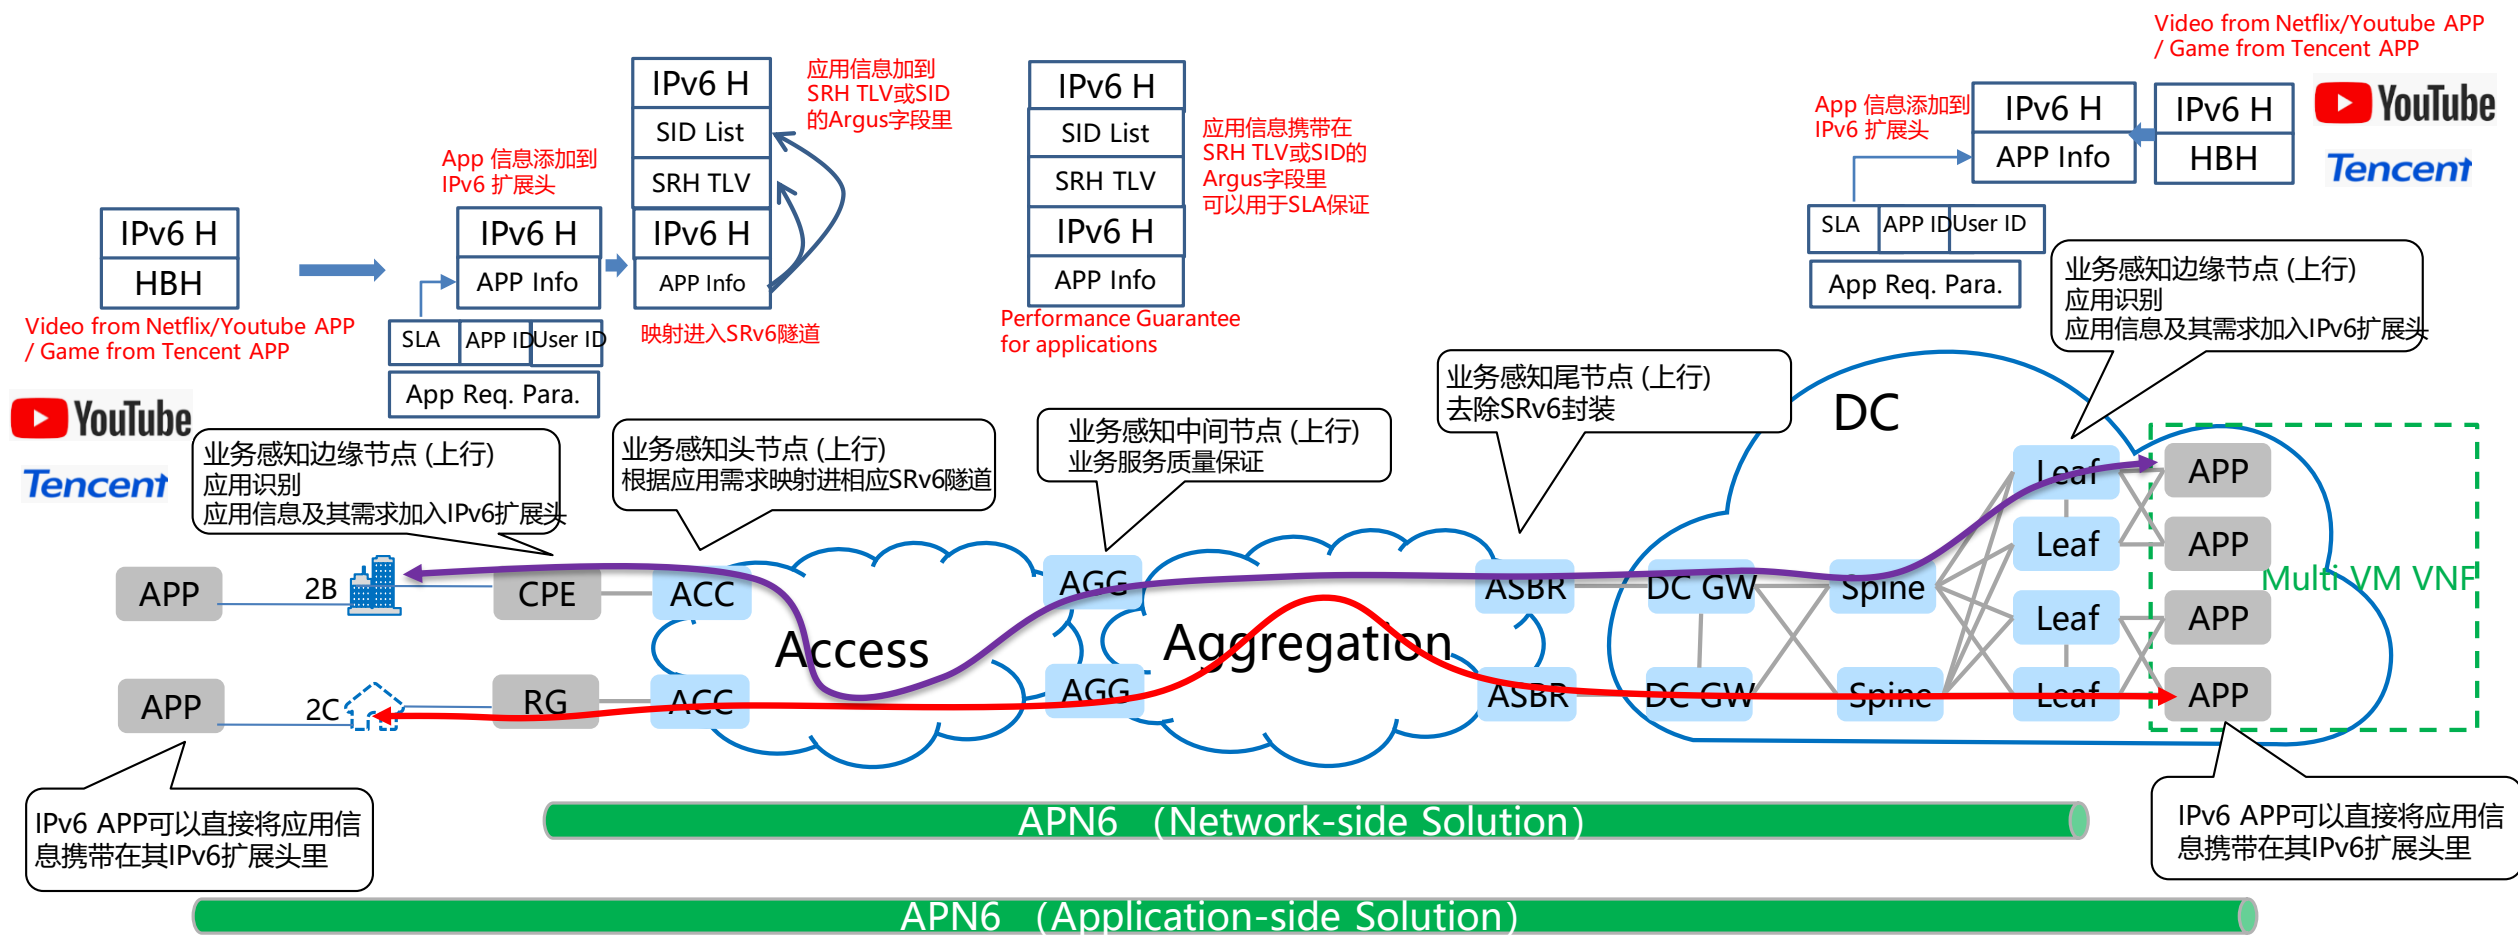 Video from Netflix/Youtube APP
/ Game from Tencent APP
IPv6 H
SID List
SRH TLV
IPv6 H
APP Info
应用信息加到
SRH TLV或SID
的Argus字段里
IPv6 H
SID List
SRH TLV
IPv6 H
APP Info
应用信息携带在
SRH TLV或SID的
Argus字段里
可以用于SLA保证
App 信息添加到
IPv6 扩展头
IPv6 H
APP Info
IPv6 H
HBH
YouTube
Tencent
SLA
APP ID
User ID
App Req. Para.
App 信息添加到
IPv6 扩展头
IPv6 H
HBH
IPv6 H
APP Info
Video from Netflix/Youtube APP
/ Game from Tencent APP
SLA
APP ID
User ID
App Req. Para.
映射进入SRv6隧道
Performance Guarantee
for applications
YouTube
Tencent
业务感知边缘节点 (上行)
应用识别
应用信息及其需求加入IPv6扩展头
业务感知头节点 (上行)
根据应用需求映射进相应SRv6隧道
业务感知中间节点 (上行)
业务服务质量保证
业务感知尾节点 (上行)
去除SRv6封装
业务感知边缘节点 (上行)
应用识别
应用信息及其需求加入IPv6扩展头
DC
Leaf
APP
Leaf
APP
Multi VM VNF
APP
2B
CPE
ACC
AGG
ASBR
DC GW
Spine
Leaf
APP
Access
Aggregation
APP
2C
RG
ACC
AGG
ASBR
DC GW
Spine
Leaf
APP
IPv6 APP可以直接将应用信
息携带在其IPv6扩展头里
IPv6 APP可以直接将应用信
息携带在其IPv6扩展头里
APN6 （Network-side Solution）
APN6 （Application-side Solution）